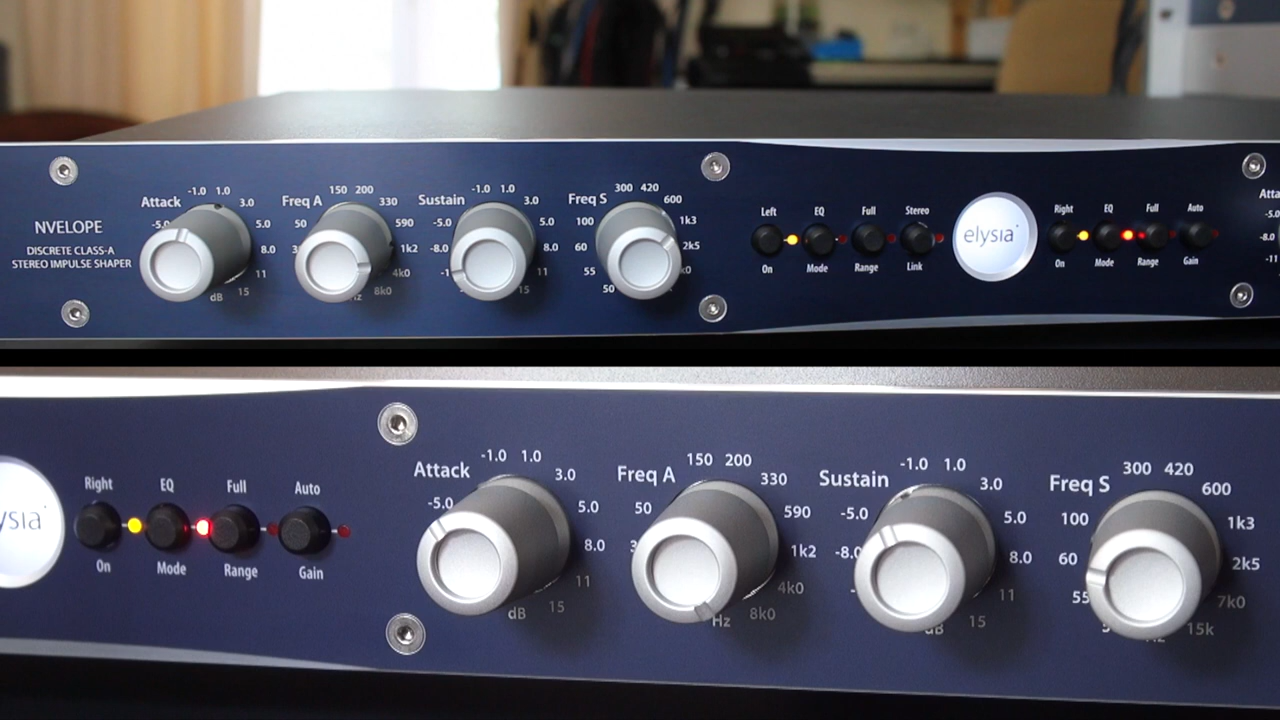 NVELOPE
DISCRETE CLASS-A
STEREO IMPULSE SHAPER
Attack -1.0 1.0 3.0
-5.0 5.0
8.0
11
dB 15
Freq A 150 200 330
50 590
1k2
4k0
8k0
Sustain -1.0 1.0 3.0
-5.0 5.0
-8.0 8.0
11
15
Freq S 300 420 600
100 1k3
60 2k5
55
50
Left EQ Full Stereo
On Mode Range Link
elysia
Right EQ Full Auto
On Mode Range Gain
-8.0
-11
Right EQ Full Auto
On Mode Range Gain
Attack -1.0 1.0 3.0
-5.0 5.0
8.0
11
dB 15
Freq A 150 200 330
50 590
1k2
4k0
Hz 8k0
Sustain -1.0 1.0 3.0
-5.0 5.0
-8.0 8.0
11
dB 15
Freq S 300 420 600
100 1k3
60 2k5
55 7k0
15k